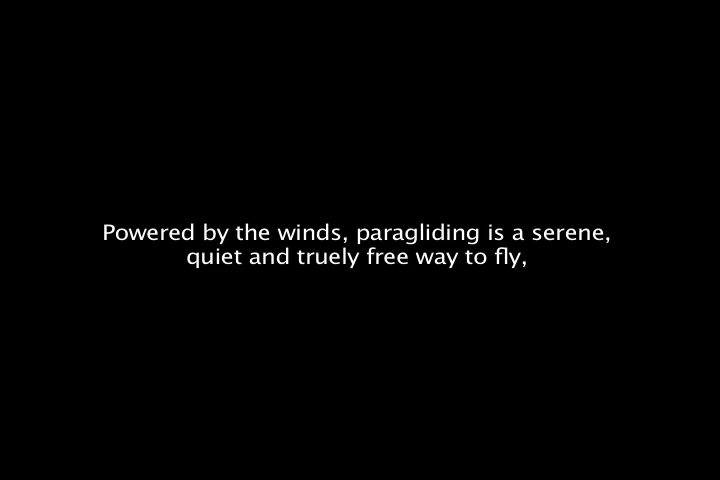 Powered by the winds, paragliding is a serene,
quiet and truely free way to fly,